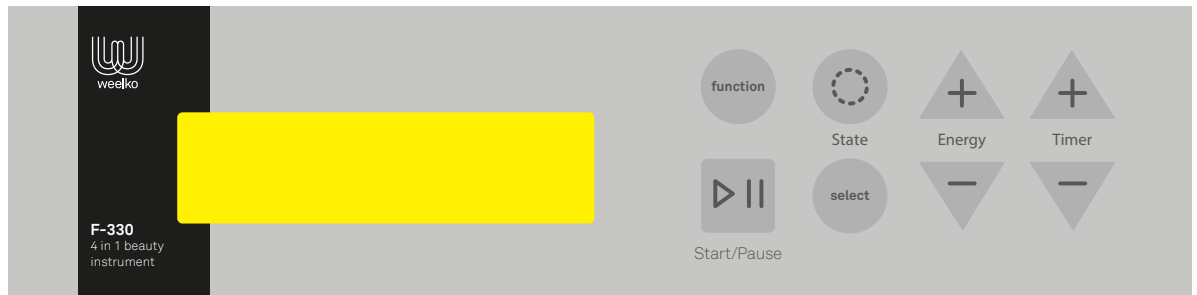 weelko
F-330
4 in 1 beauty
instrument
function
State
Energy
Timer
select
Start/Pause